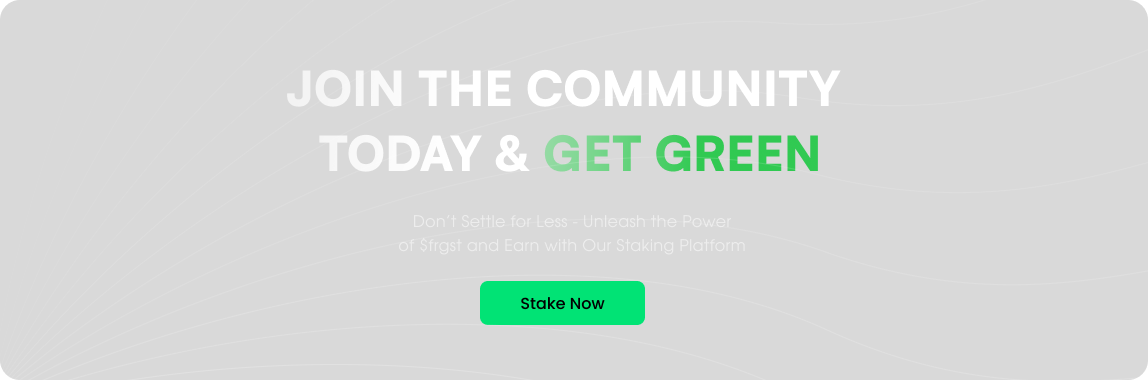 JOIN THE COMMUNITY
TODAY & GET GREEN
Don't Settle for Less - Unleash the Power
of $frgst and Earn with Our Staking Platform
Stake Now